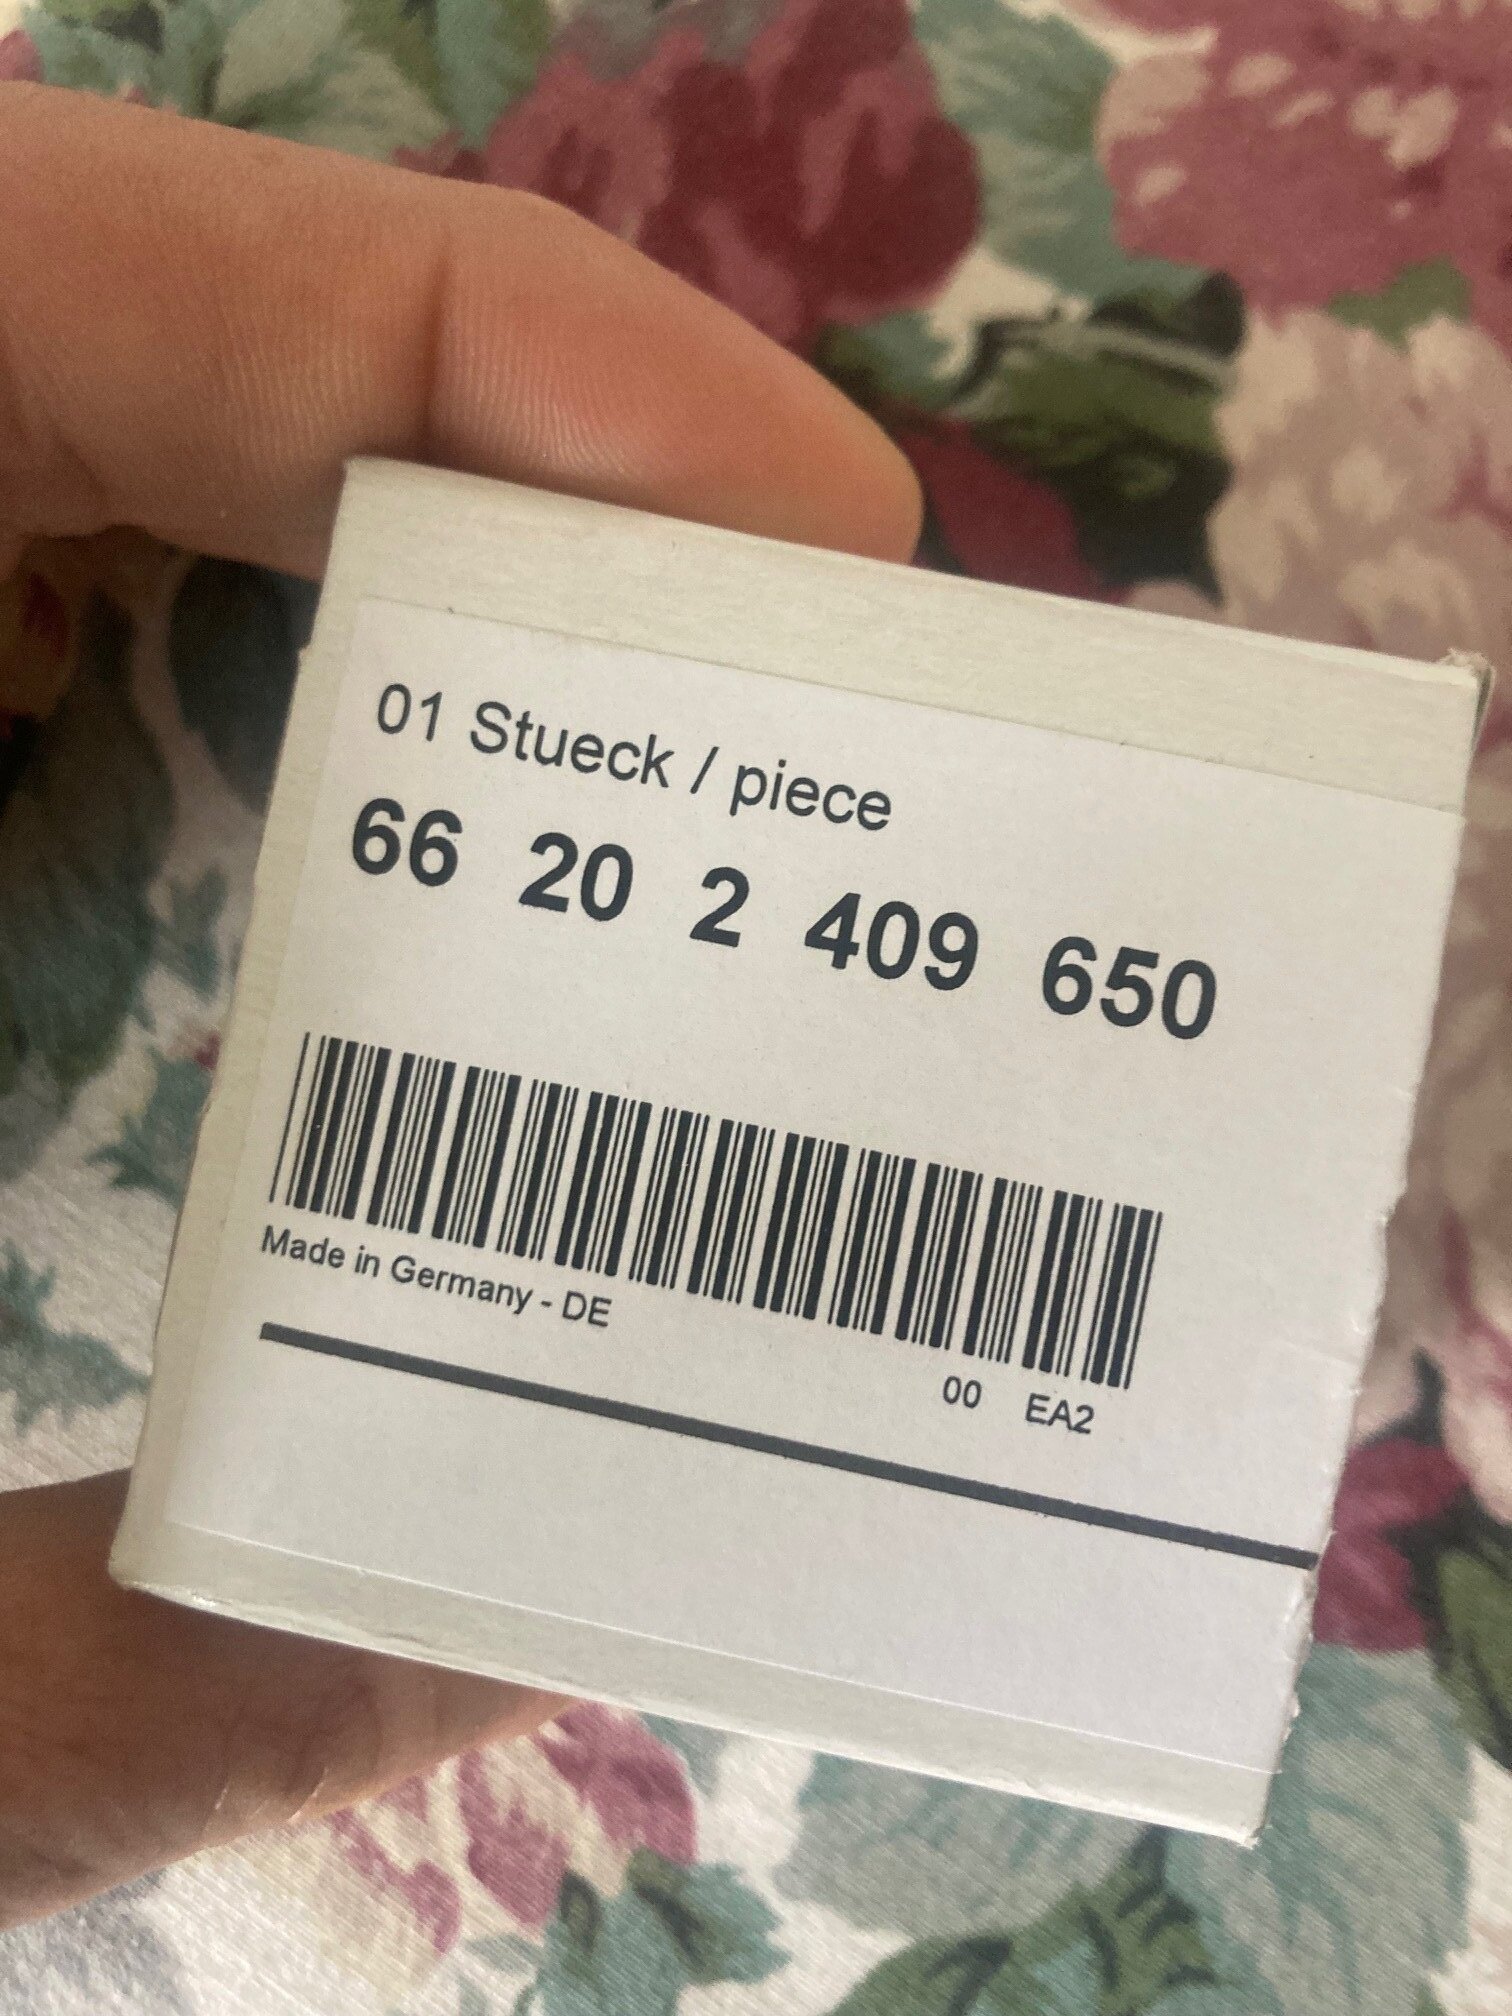 01 Stueck / piece
66 20 2 409 650
Made in Germany - DE
00 EA2